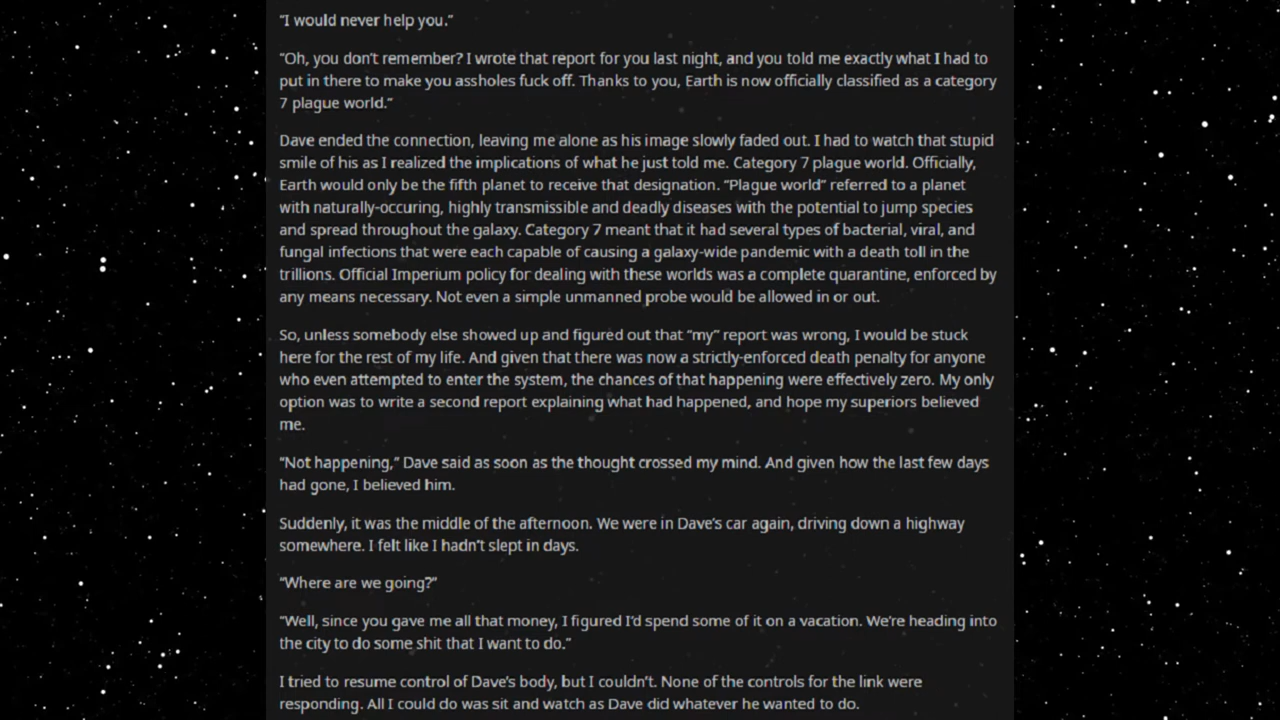 “I would never help you.”
“Oh, you don’t remember? I wrote that report for you last night, and you told me exactly what I had to
put in there to make you assholes fuck off. Thanks to you, Earth is now officially classified as a category
7 plague world.”
Dave ended the connection, leaving me alone as his image slowly faded out. I had to watch that stupid
smile of his as I realized the implications of what he just told me. Category 7 plague world. Officially,
Earth would only be the fifth planet to receive that designation. “Plague world” referred to a planet
with naturally-occuring, highly transmissible and deadly diseases with the potential to jump species
and spread throughout the galaxy. Category 7 meant that it had several types of bacterial, viral, and
fungal infections that were each capable of causing a galaxy-wide pandemic with a death toll in the
trillions. Official Imperium policy for dealing with these worlds was a complete quarantine, enforced by
any means necessary. Not even a simple unmanned probe would be allowed in or out.
So, unless somebody else showed up and figured out that “my” report was wrong, I would be stuck
here for the rest of my life. And given that there was now a strictly-enforced death penalty for anyone
who even attempted to enter the system, the chances of that happening were effectively zero. My only
option was to write a second report explaining what had happened, and hope my superiors believed
me.
“Not happening,” Dave said as soon as the thought crossed my mind. And given how the last few days
had gone, I believed him.
Suddenly, it was the middle of the afternoon. We were in Dave’s car again, driving down a highway
somewhere. I felt like I hadn’t slept in days.
“Where are we going?”
“Well, since you gave me all that money, I figured I’d spend some of it on a vacation. We’re heading into
the city to do some shit that I want to do.”
I tried to resume control of Dave’s body, but I couldn’t. None of the controls for the link were
responding. All I could do was sit and watch as Dave did whatever he wanted to do.